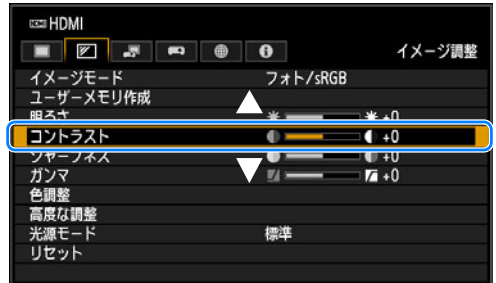 HDMI HDMI
イメージ調整
イメージモード フォト/sRGB
ユーザーメモリ作成
明るさ +0
コントラスト +0
シャープネス +0
ガンマ +0
色調整
高度な調整
光源モード 標準
リセット